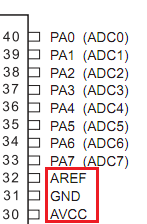 40 PA0 (ADC0)
39 PA1 (ADC1)
38 PA2 (ADC2)
37 PA3 (ADC3)
36 PA4 (ADC4)
35 PA5 (ADC5)
34 PA6 (ADC6)
33 PA7 (ADC7)
32 AREF
31 GND
30 AVCC